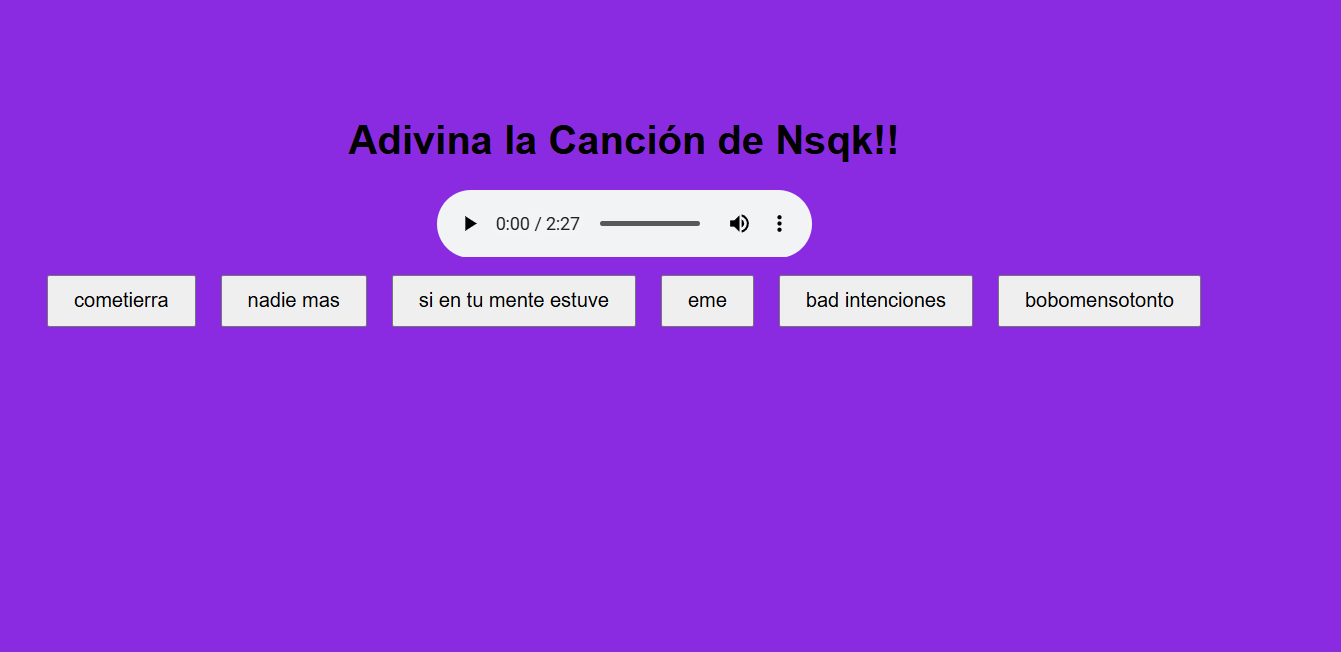 Adivina la Canción de Nsqk!!
0:00 / 2:27
cometierra nadie mas si en tu mente estuve eme bad intenciones bobomensotonto